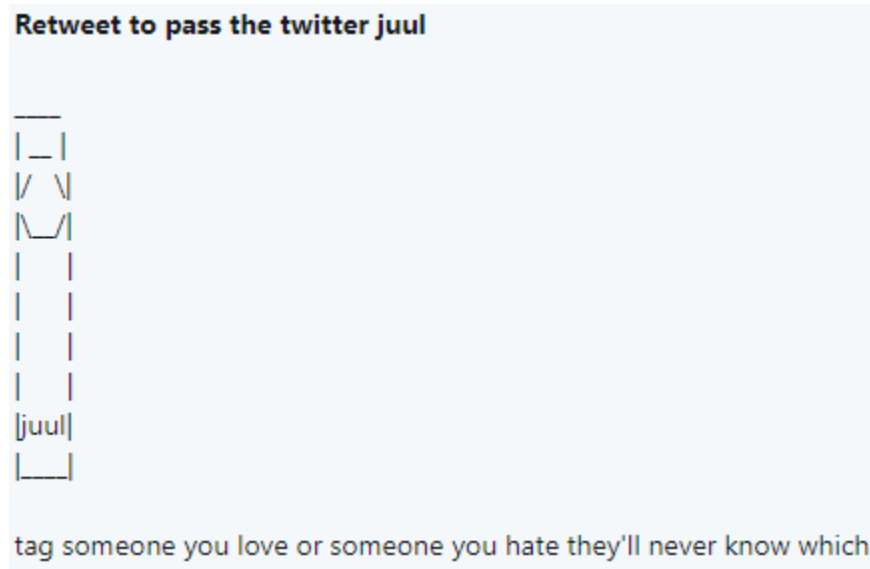 Retweet to pass the twitter juul
____
| __ |
|/   \|
|\__/|
|      |
|      |
|      |
|      |
|juul|
|____|
tag someone you love or someone you hate they'll never know which